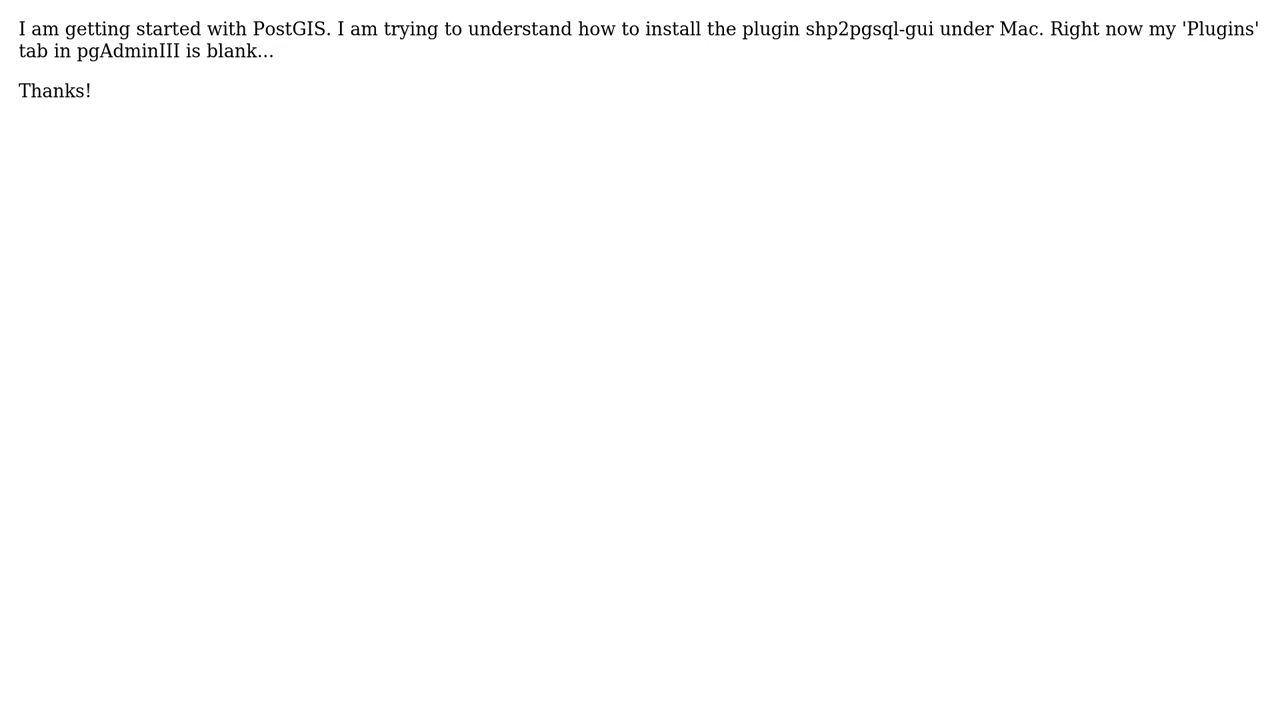 I am getting started with PostGIS. I am trying to understand how to install the plugin shp2pgsql-gui under Mac. Right now my 'Plugins'
tab in pgAdminIII is blank...
Thanks!